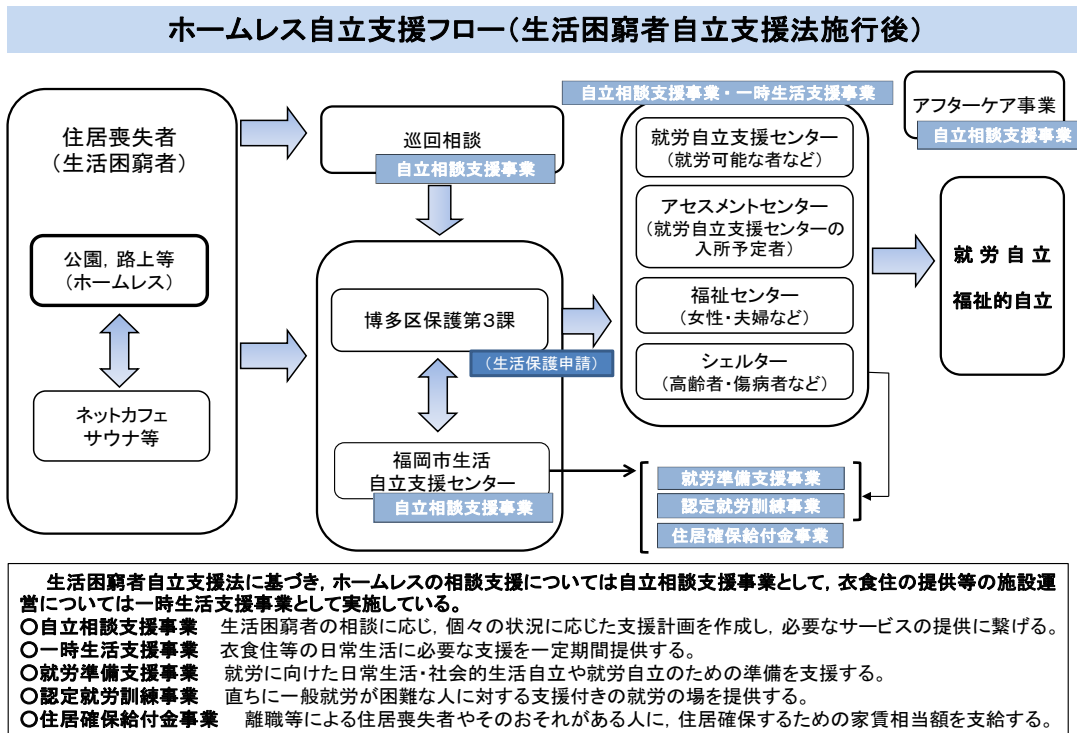 ホームレス自立支援フロー(生活困窮者自立支援法施行後)
住居喪失者
(生活困窮者)
公園，路上等
(ホームレス)
ネットカフェ
サウナ等
巡回相談
自立相談支援事業
博多区保護第3課
(生活保護申請)
福岡市生活
自立支援センター
自立相談支援事業
自立相談支援事業・一時生活支援事業
就労自立支援センター
(就労可能な者など)
アセスメントセンター
(就労自立支援センターの
入所予定者)
福祉センター
(女性・夫婦など)
シェルター
(高齢者・傷病者など)
就労準備支援事業
認定就労訓練事業
住居確保給付金事業
アフターケア事業
自立相談支援事業
就労自立
福祉的自立
生活困窮者自立支援法に基づき，ホームレスの相談支援については自立相談支援事業として，衣食住の提供等の施設運
営については一時生活支援事業として実施している。
○自立相談支援事業　生活困窮者の相談に応じ，個々の状況に応じた支援計画を作成し，必要なサービスの提供に繋げる。
○一時生活支援事業　衣食住等の日常生活に必要な支援を一定期間提供する。
○就労準備支援事業　就労に向けた日常生活・社会的生活自立や就労自立のための準備を支援する。
○認定就労訓練事業　直ちに一般就労が困難な人に対する支援付きの就労の場を提供する。
○住居確保給付金事業　離職等による住居喪失者やそのおそれがある人に，住居確保するための家賃相当額を支給する。